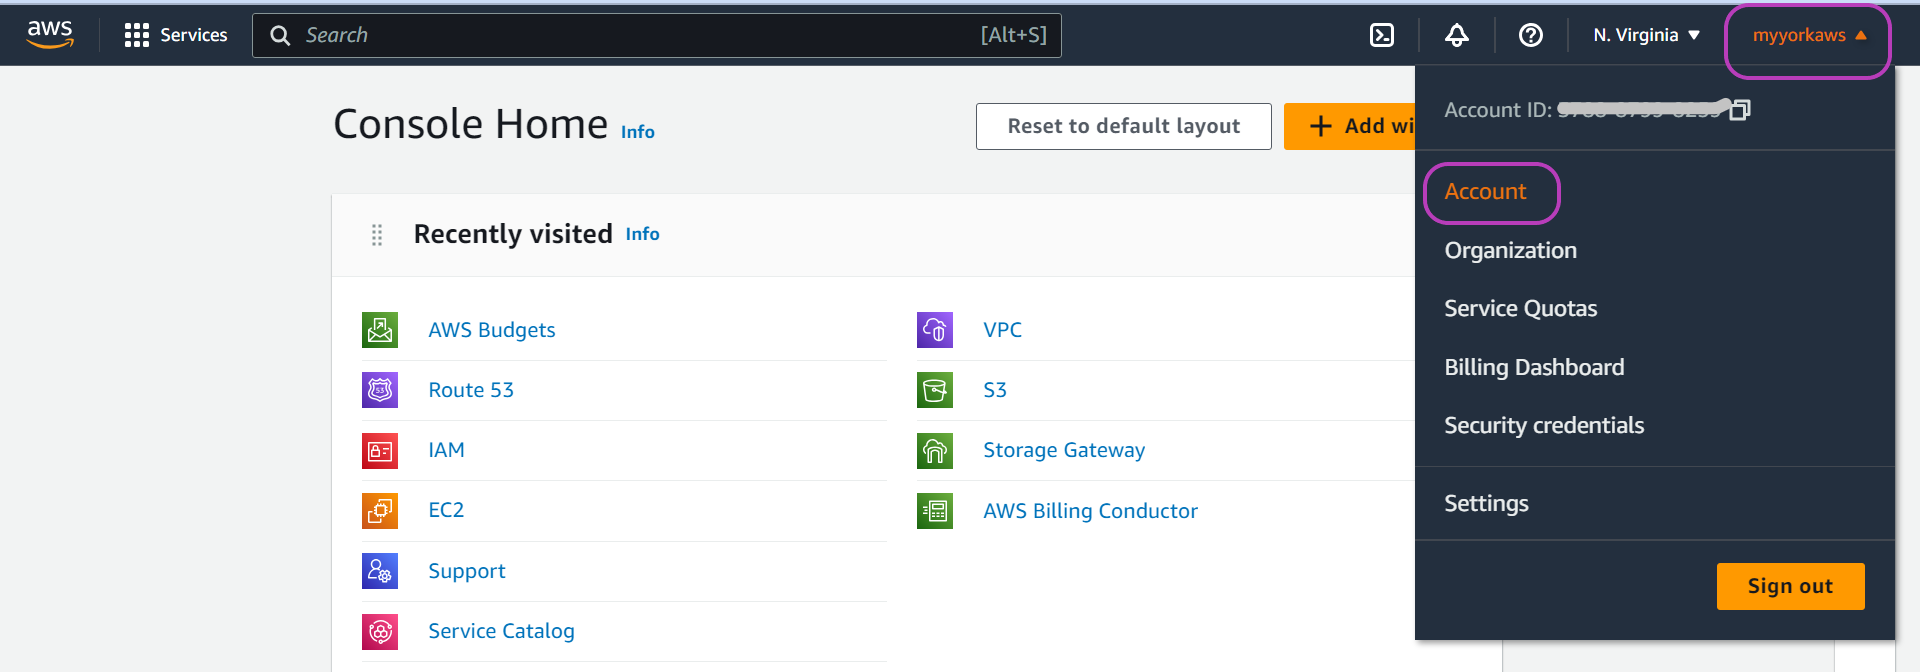 aws
Services
Search
[Alt+S]
N. Virginia
myyorkaws
Account ID:
Console Home Info
Reset to default layout
Add wi
Account
Organization
Service Quotas
Billing Dashboard
Security credentials
Settings
Sign out
Recently visited Info
AWS Budgets
Route 53
IAM
EC2
Support
Service Catalog
VPC
S3
Storage Gateway
AWS Billing Conductor